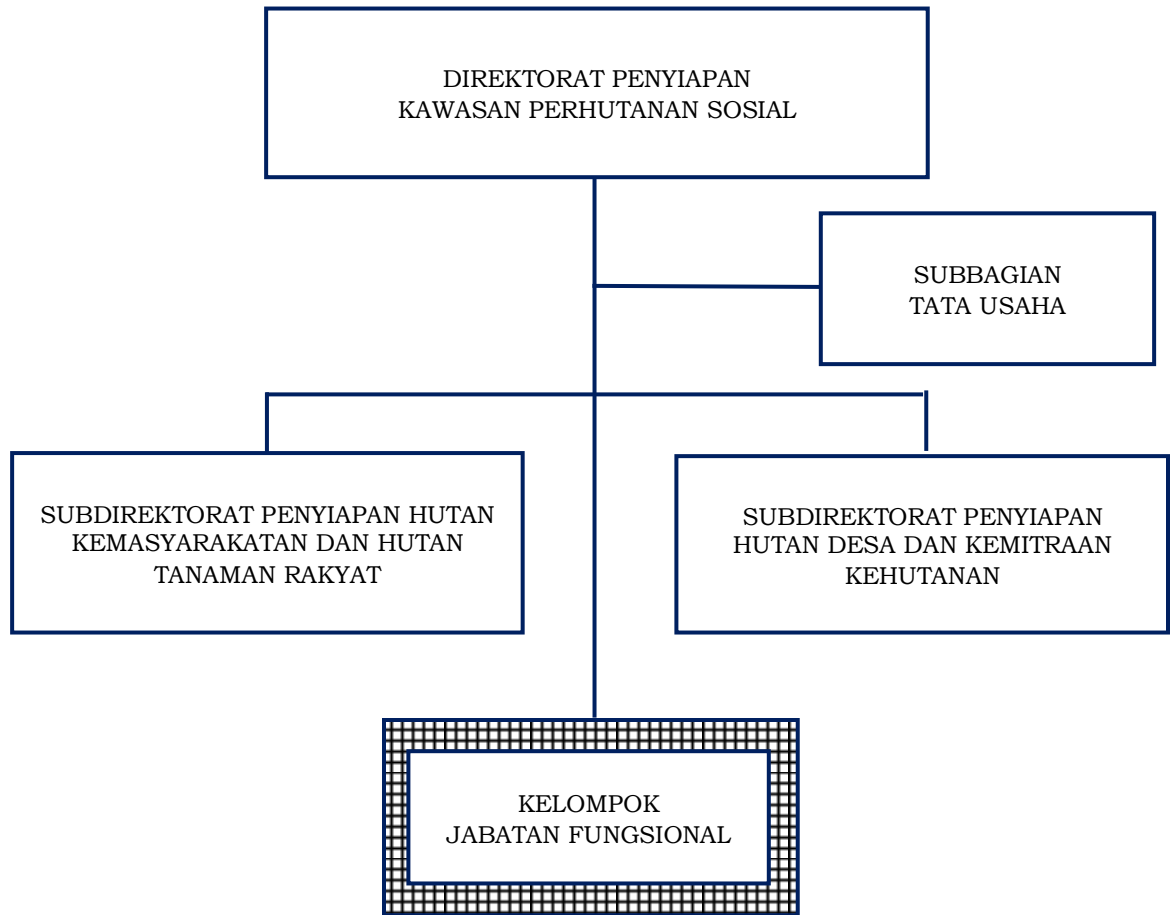 DIREKTORAT PENYIAPAN
KAWASAN PERHUTANAN SOSIAL
SUBBAGIAN
TATA USAHA
SUBDIREKTORAT PENYIAPAN HUTAN
KEMASYARAKATAN DAN HUTAN
TANAMAN RAKYAT
SUBDIREKTORAT PENYIAPAN
HUTAN DESA DAN KEMITRAAN
KEHUTANAN
KELOMPOK
JABATAN FUNGSIONAL